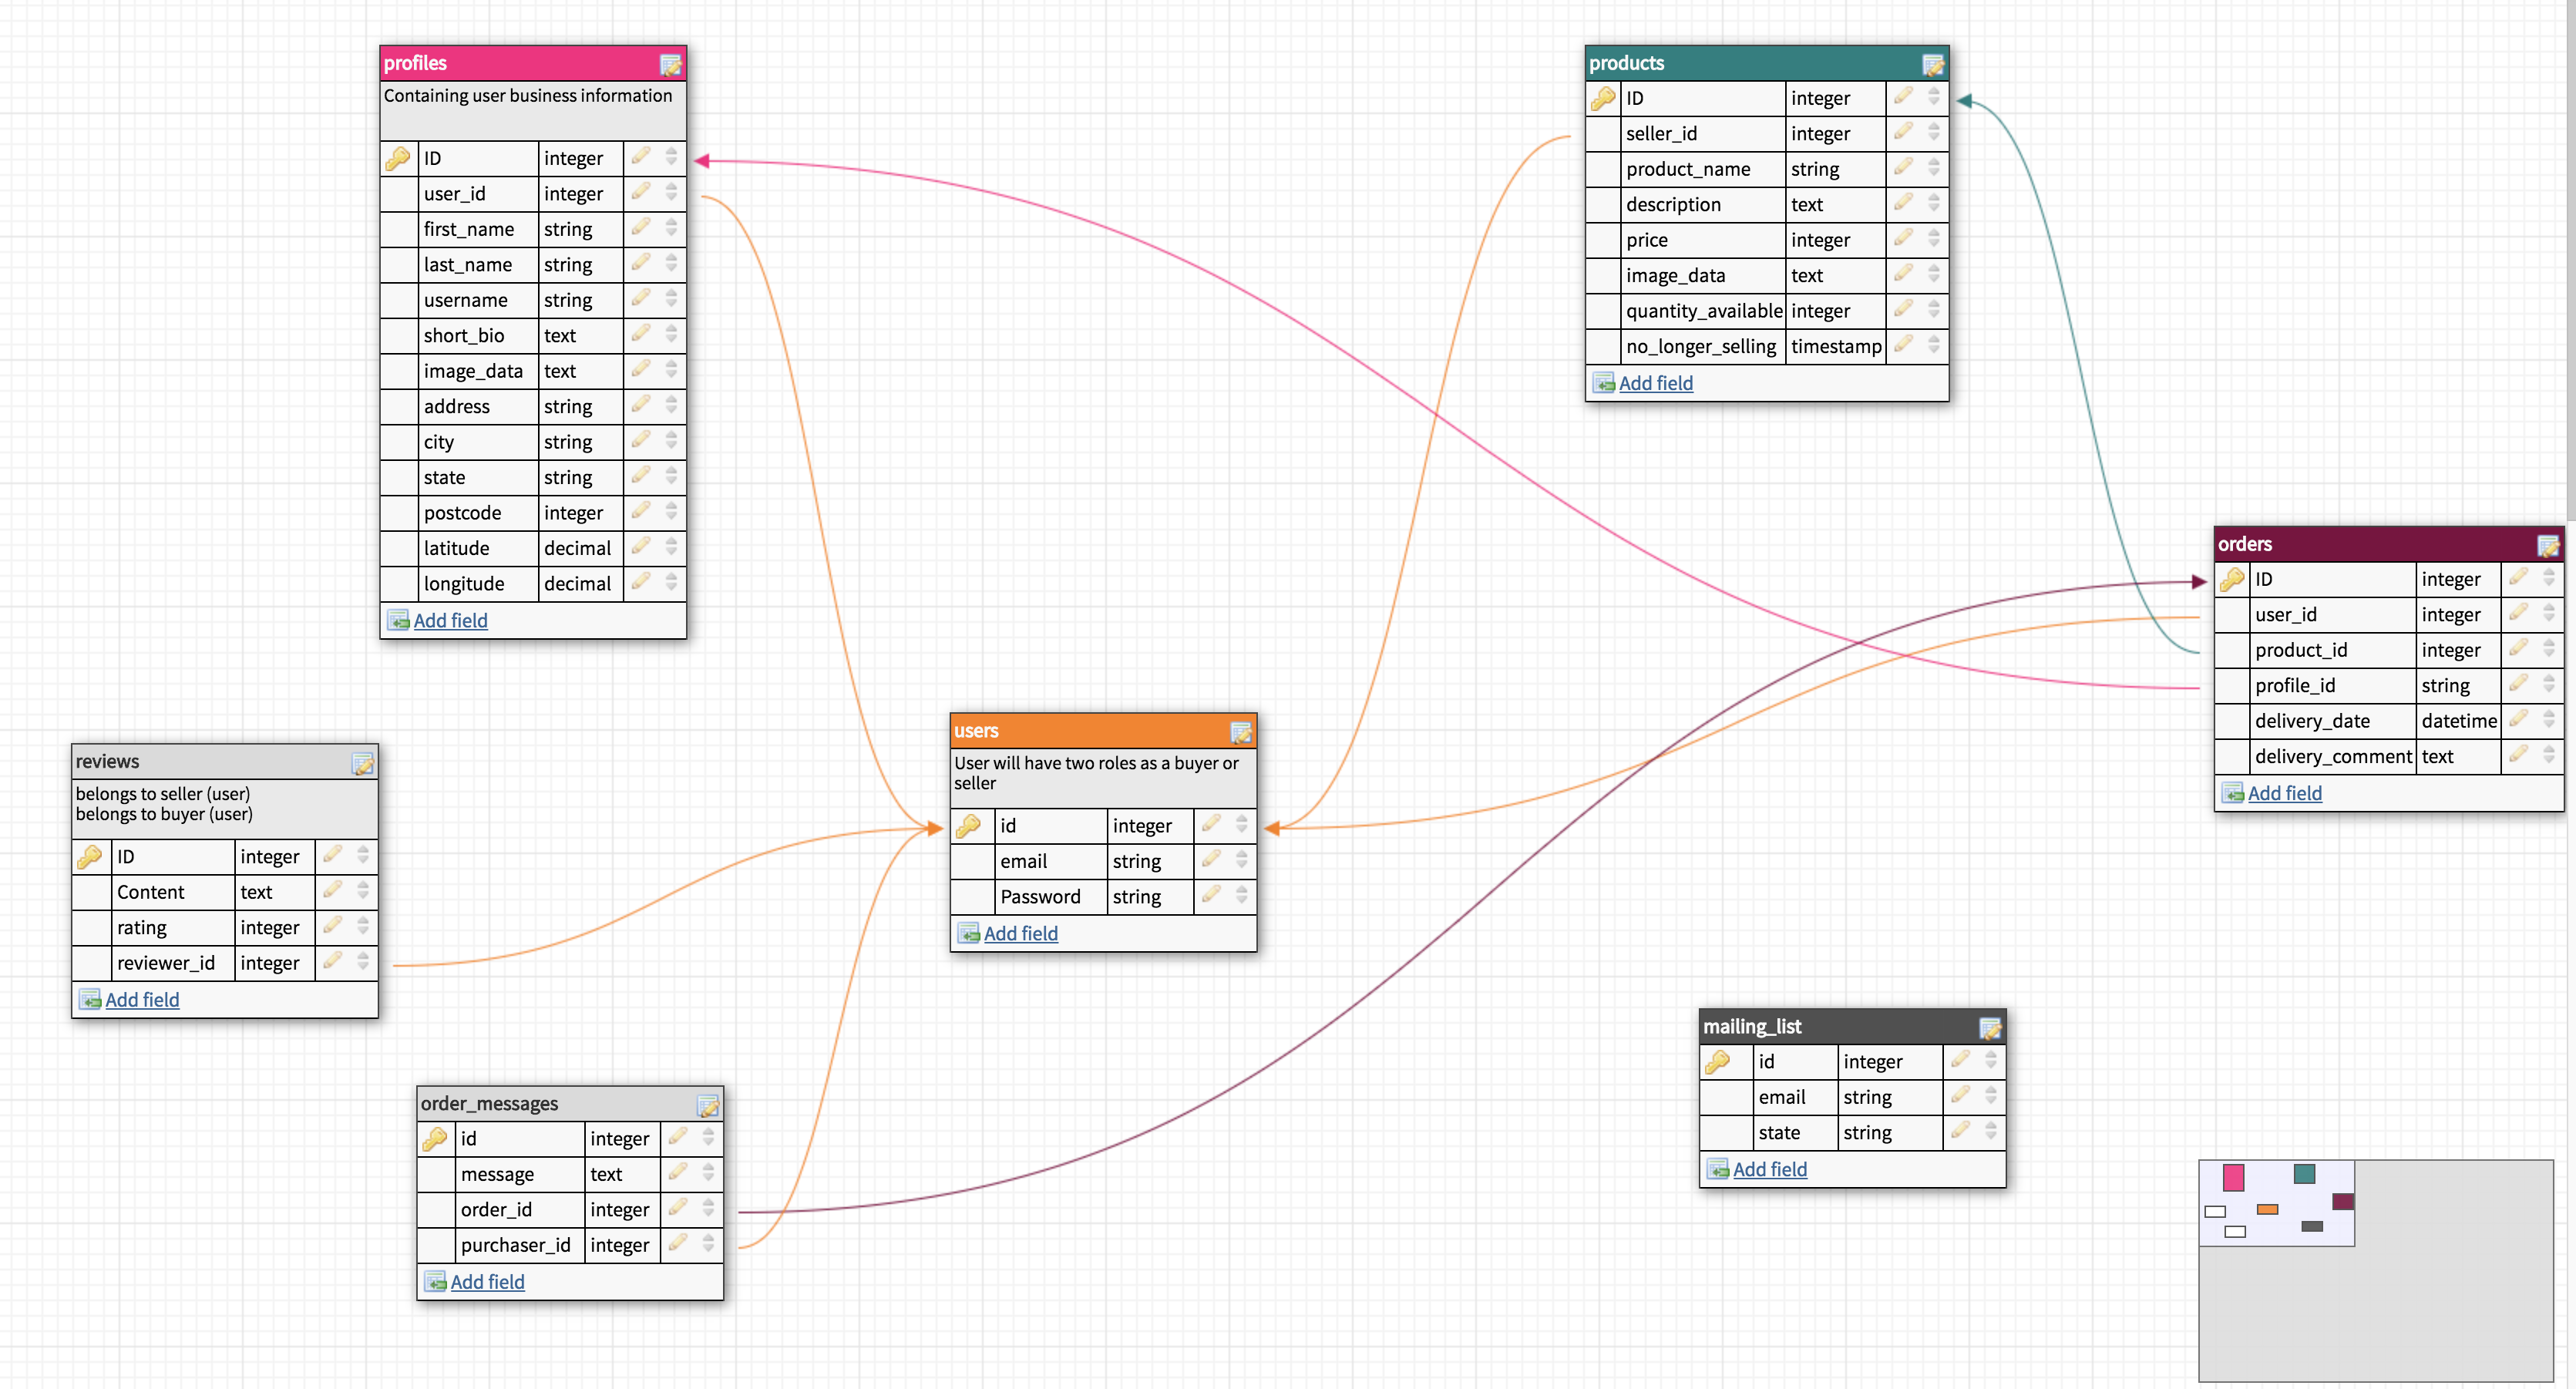 profiles
Containing user business information
ID integer
user_id integer
first_name string
last_name string
username string
short_bio text
image_data text
address string
city string
state string
postcode integer
latitude decimal
longitude decimal
Add field
products
ID integer
seller_id integer
product_name string
description text
price integer
image_data text
quantity_available integer
no_longer_selling timestamp
Add field
orders
ID integer
user_id integer
product_id integer
profile_id string
delivery_date datetime
delivery_comment text
Add field
users
User will have two roles as a buyer or
seller
id integer
email string
Password string
Add field
reviews
belongs to seller (user)
belongs to buyer (user)
ID integer
Content text
rating integer
reviewer_id integer
Add field
mailing_list
id integer
email string
state string
Add field
order_messages
id integer
message text
order_id integer
purchaser_id integer
Add field